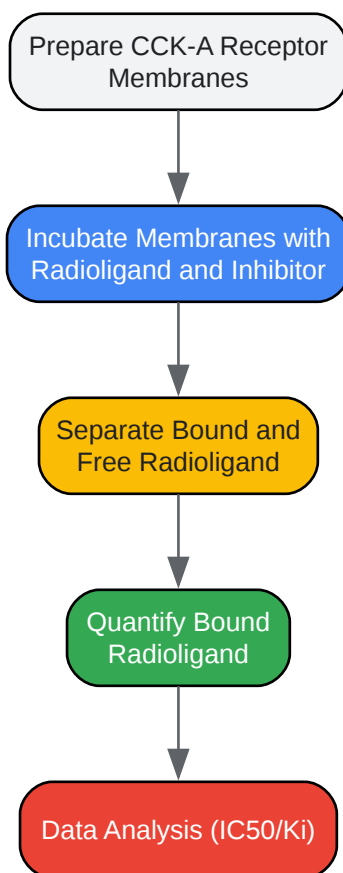 Prepare CCK-A Receptor
Membranes
Incubate Membranes with
Radioligand and Inhibitor
Separate Bound and
Free Radioligand
Quantify Bound
Radioligand
Data Analysis (IC50/Ki)